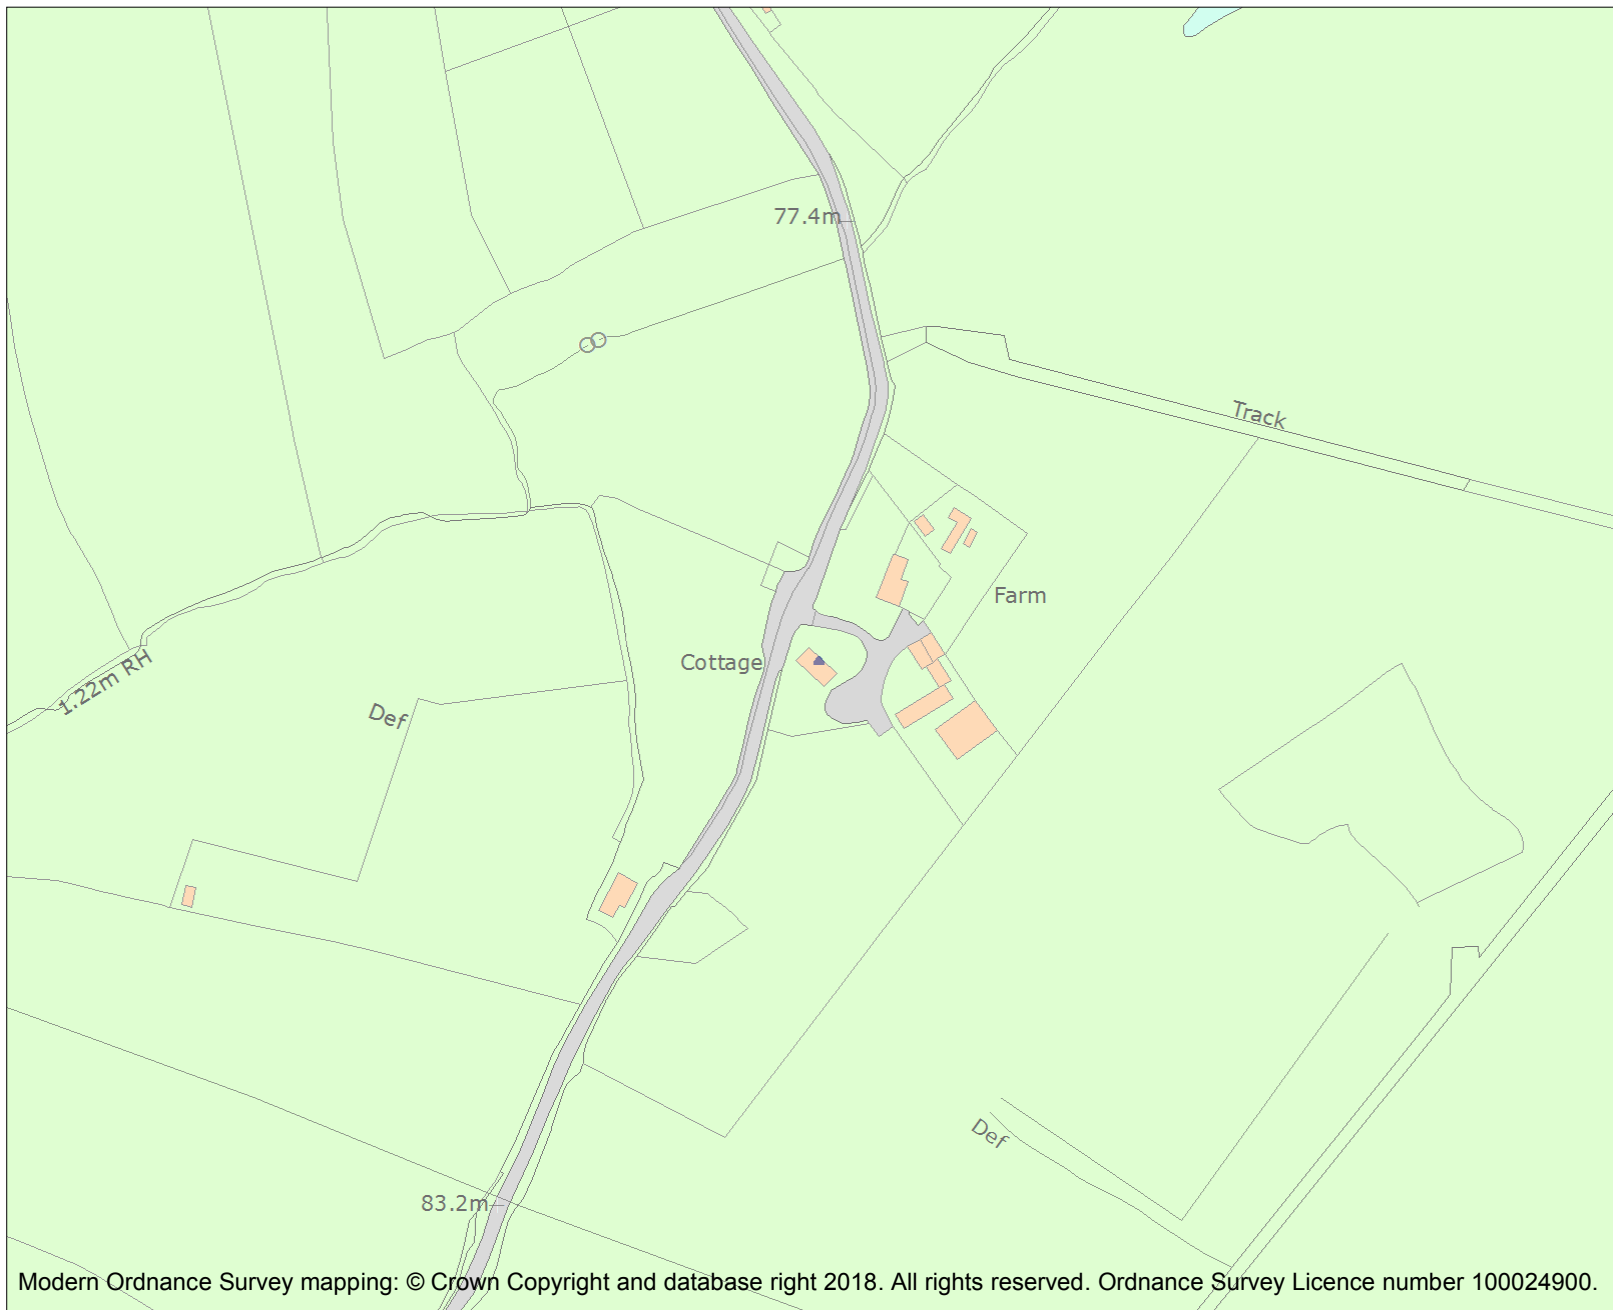 77.4m
Track
Farm
Cottage
1.22m RH
Def
Def
83.2m
Modern Ordnance Survey mapping: © Crown Copyright and database right 2018. All rights reserved. Ordnance Survey Licence number 100024900.